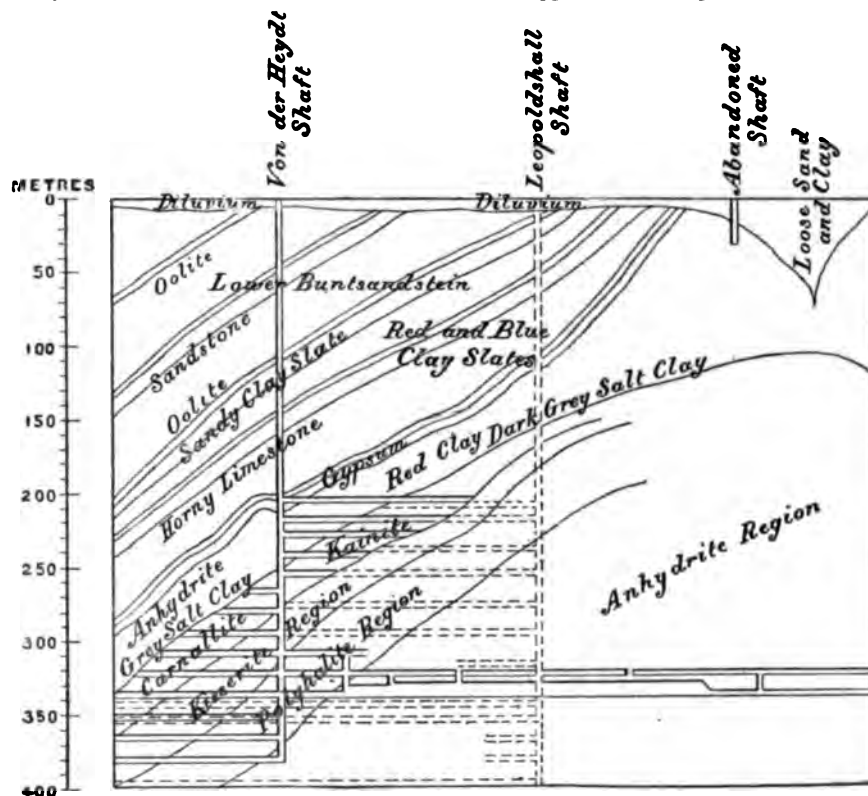 Von der Heydt
Shaft
Leopoldshall
Shaft
Abandoned
Shaft
Loose Sand
and Clay
METRES
0
50
100
150
200
250
300
350
400
Diluvium
Diluvium
Oolite
Lower Buntsandstein
Sandstone
Red and Blue
Clay Slates
Oolite
Sandy Clay Slate
Horny Limestone
Gypsum
Red Clay
Dark Grey Salt Clay
Kainite
Anhydrite Region
Anhydrite
Grey Salt Clay
Carnallite
Kieserite Region
Polyhalite Region